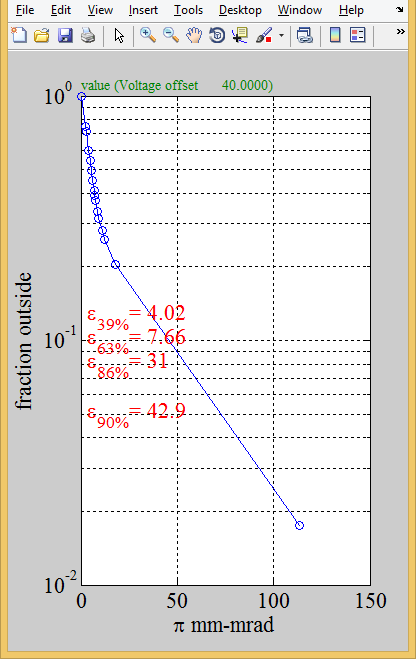 File Edit View Insert Tools Desktop Window Help
value (Voltage offset 40.0000)
10^0
ε39% = 4.02
10^-1
ε63% = 7.66
ε86% = 31
ε90% = 42.9
fraction outside
10^-2
0 50 100 150
π mm-mrad